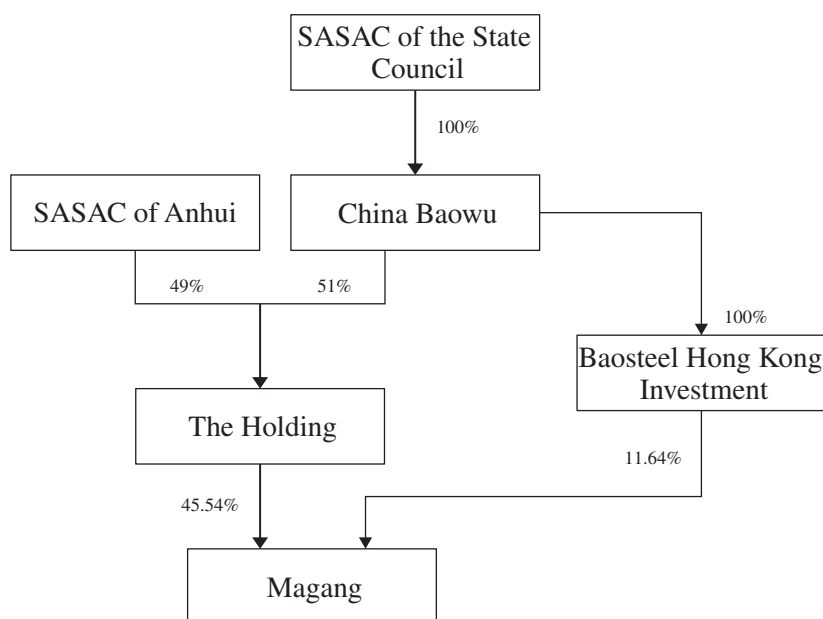 SASAC of the State
Council
100%
SASAC of Anhui
China Baowu
49%
51%
100%
Baosteel Hong Kong
Investment
The Holding
11.64%
45.54%
Magang